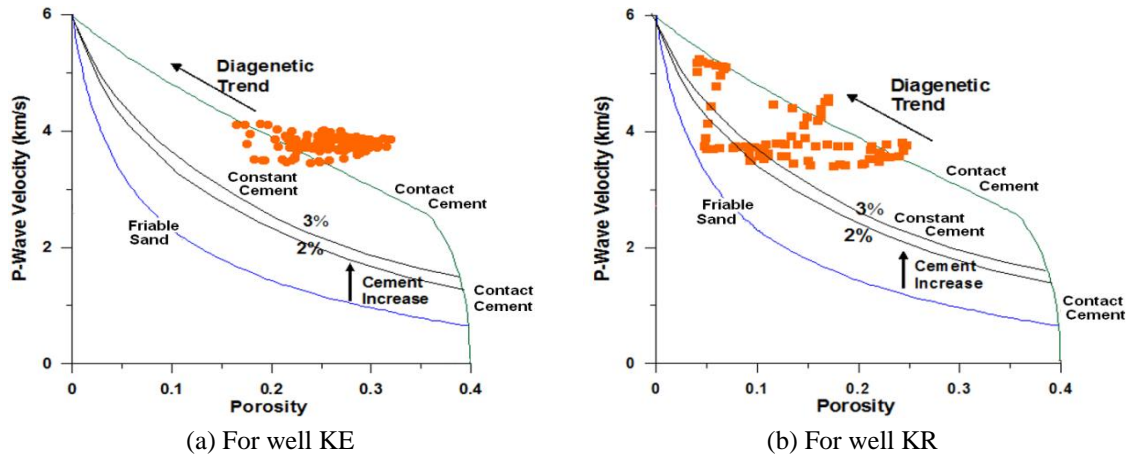 6
4
2
0
P-Wave Velocity (km/s)
Diagenetic
Trend
Constant
Cement
Contact
Cement
Friable
Sand
3%
2%
Cement
Increase
Contact
Cement
0
0.1
0.2
0.3
0.4
Porosity
(a) For well KE
6
4
2
0
P-Wave Velocity (km/s)
Diagenetic
Trend
Contact
Cement
Friable
Sand
3%
Constant
Cement
2%
Cement
Increase
Contact
Cement
0
0.1
0.2
0.3
0.4
Porosity
(b) For well KR